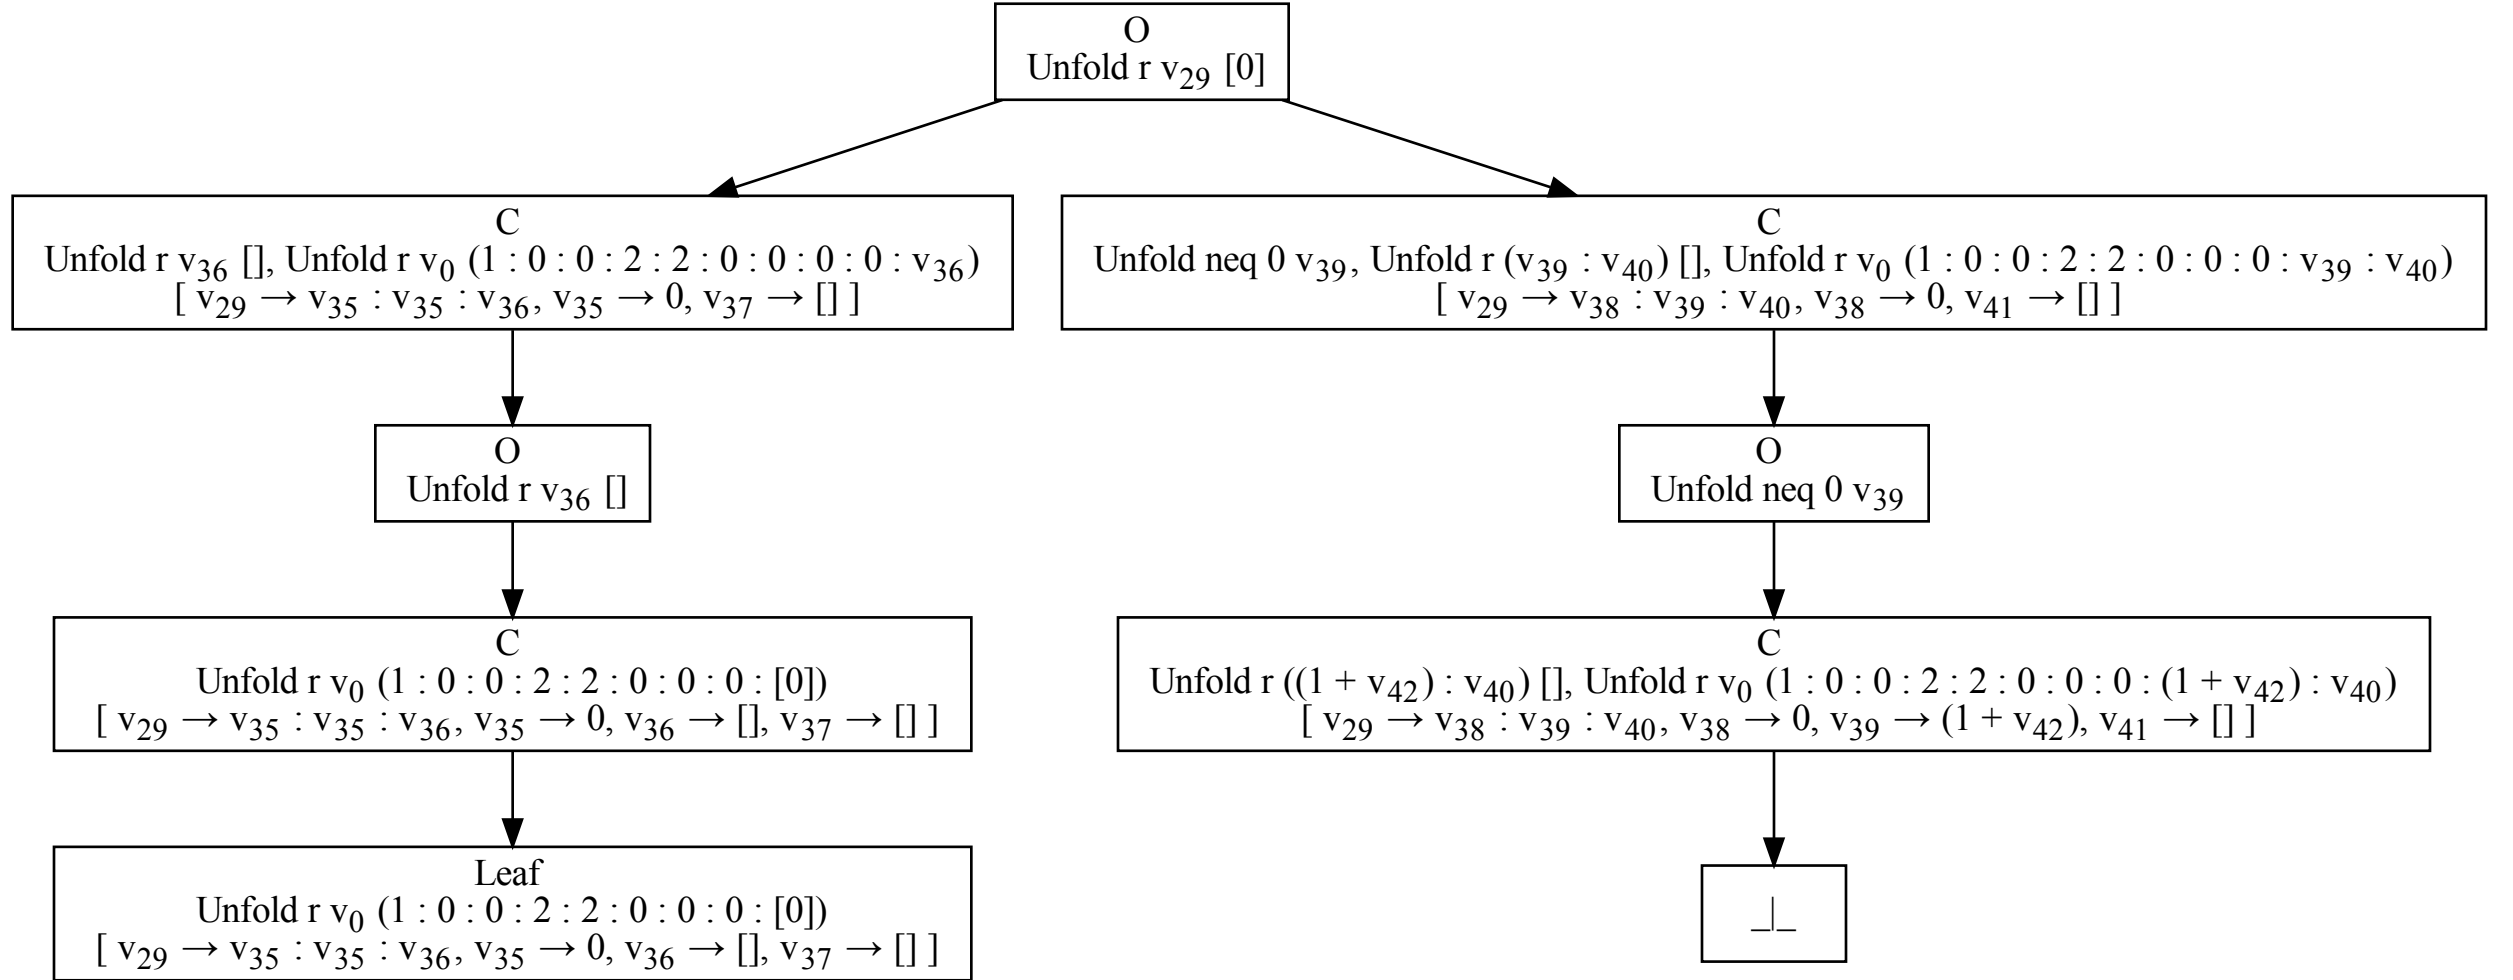 O
Unfold r v₂₉ [0]
C
Unfold r v₃₆ [], Unfold r v₀ (1 : 0 : 0 : 2 : 2 : 0 : 0 : 0 : 0 : v₃₆)
[ v₂₉ → v₃₅ : v₃₅ : v₃₆, v₃₅ → 0, v₃₇ → [] ]
C
Unfold neq 0 v₃₉, Unfold r (v₃₉ : v₄₀) [], Unfold r v₀ (1 : 0 : 0 : 2 : 2 : 0 : 0 : 0 : v₃₉ : v₄₀)
[ v₂₉ → v₃₈ : v₃₉ : v₄₀, v₃₈ → 0, v₄₁ → [] ]
O
Unfold r v₃₆ []
O
Unfold neq 0 v₃₉
C
Unfold r v₀ (1 : 0 : 0 : 2 : 2 : 0 : 0 : 0 : [0])
[ v₂₉ → v₃₅ : v₃₅ : v₃₆, v₃₅ → 0, v₃₆ → [], v₃₇ → [] ]
C
Unfold r ((1 + v₄₂) : v₄₀) [], Unfold r v₀ (1 : 0 : 0 : 2 : 2 : 0 : 0 : 0 : (1 + v₄₂) : v₄₀)
[ v₂₉ → v₃₈ : v₃₉ : v₄₀, v₃₈ → 0, v₃₉ → (1 + v₄₂), v₄₁ → [] ]
Leaf
Unfold r v₀ (1 : 0 : 0 : 2 : 2 : 0 : 0 : 0 : [0])
[ v₂₉ → v₃₅ : v₃₅ : v₃₆, v₃₅ → 0, v₃₆ → [], v₃₇ → [] ]
_|_